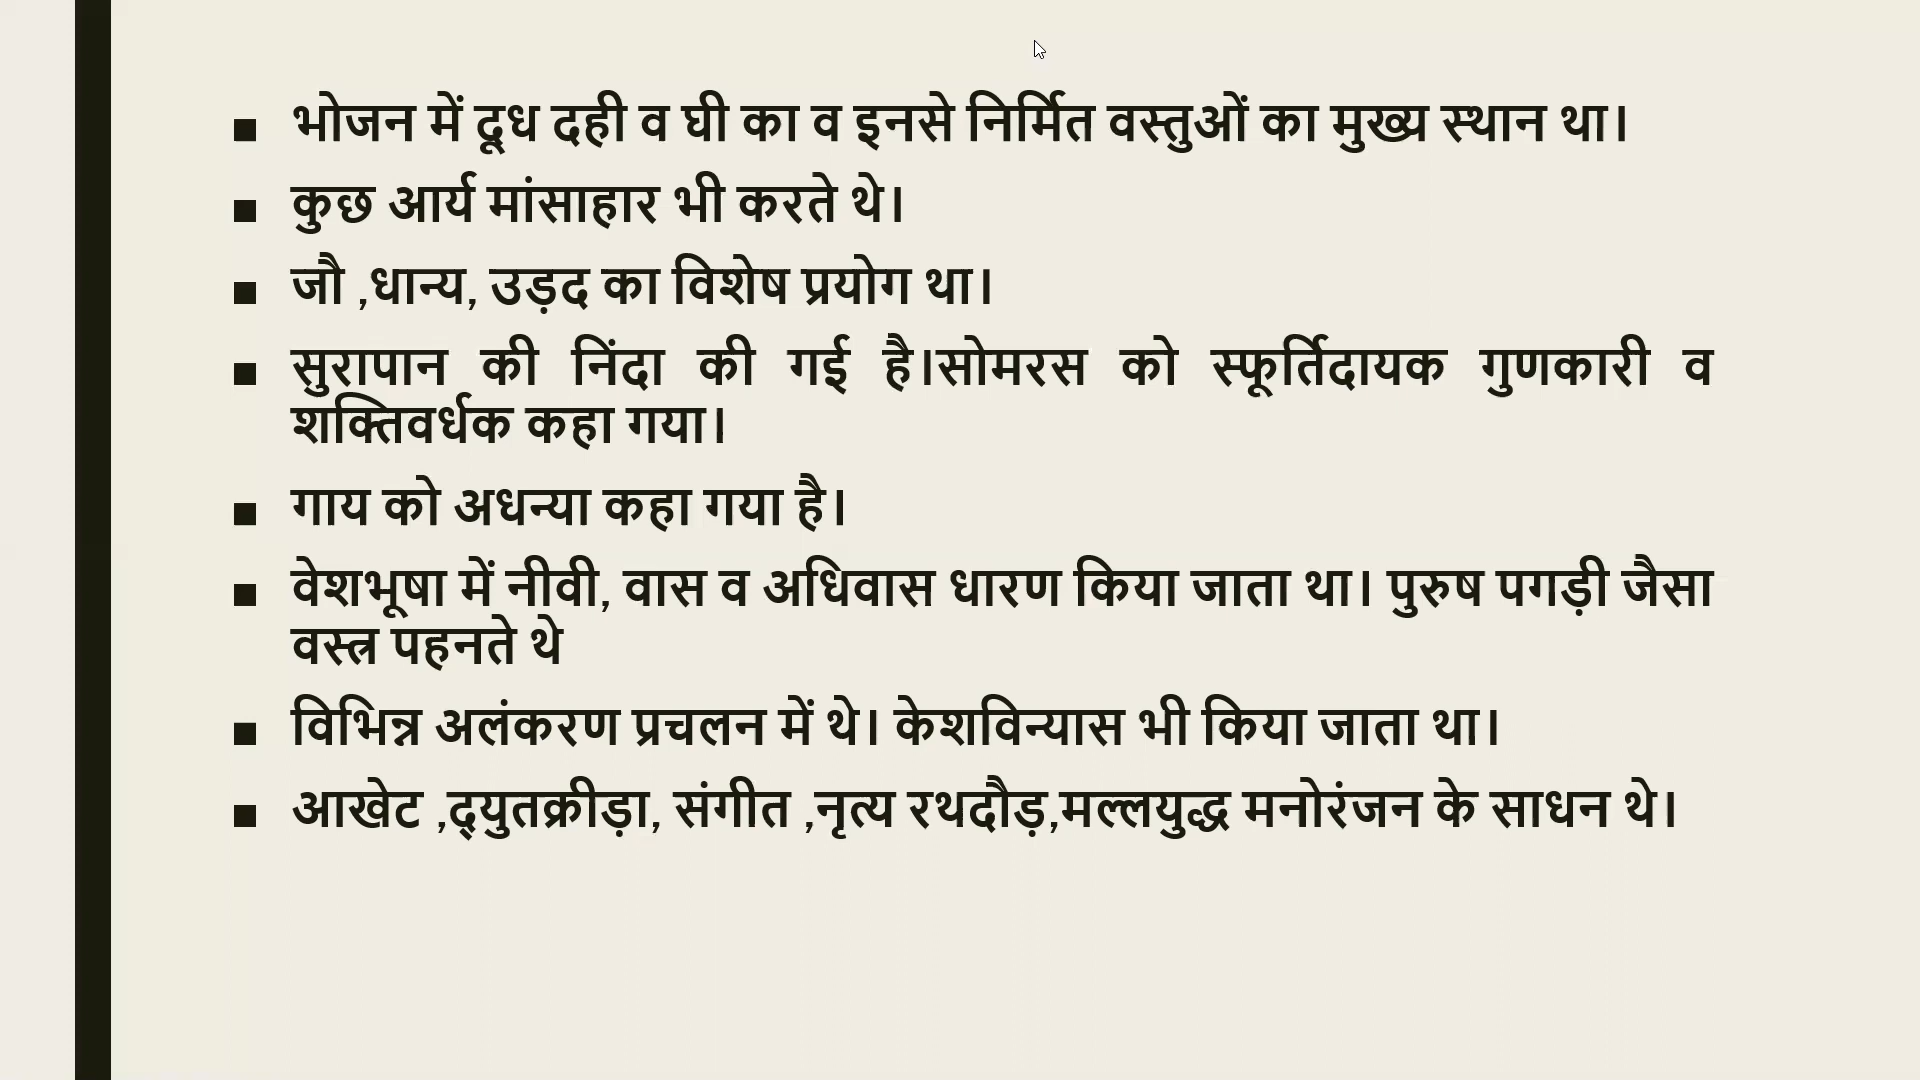 ▪ भोजन में दूध दही व घी का व इनसे निर्मित वस्तुओं का मुख्य स्थान था।
▪ कुछ आर्य मांसाहार भी करते थे।
▪ जौ ,धान्य, उड़द का विशेष प्रयोग था।
▪ सुरापान की निंदा की गई है।सोमरस को स्फूर्तिदायक गुणकारी व
शक्तिवर्धक कहा गया।
▪ गाय को अधन्या कहा गया है।
▪ वेशभूषा में नीवी, वास व अधिवास धारण किया जाता था। पुरुष पगड़ी जैसा
वस्त्र पहनते थे
▪ विभिन्न अलंकरण प्रचलन में थे। केशविन्यास भी किया जाता था।
▪ आखेट ,द्युतक्रीड़ा, संगीत ,नृत्य रथदौड़,मल्लयुद्ध मनोरंजन के साधन थे।